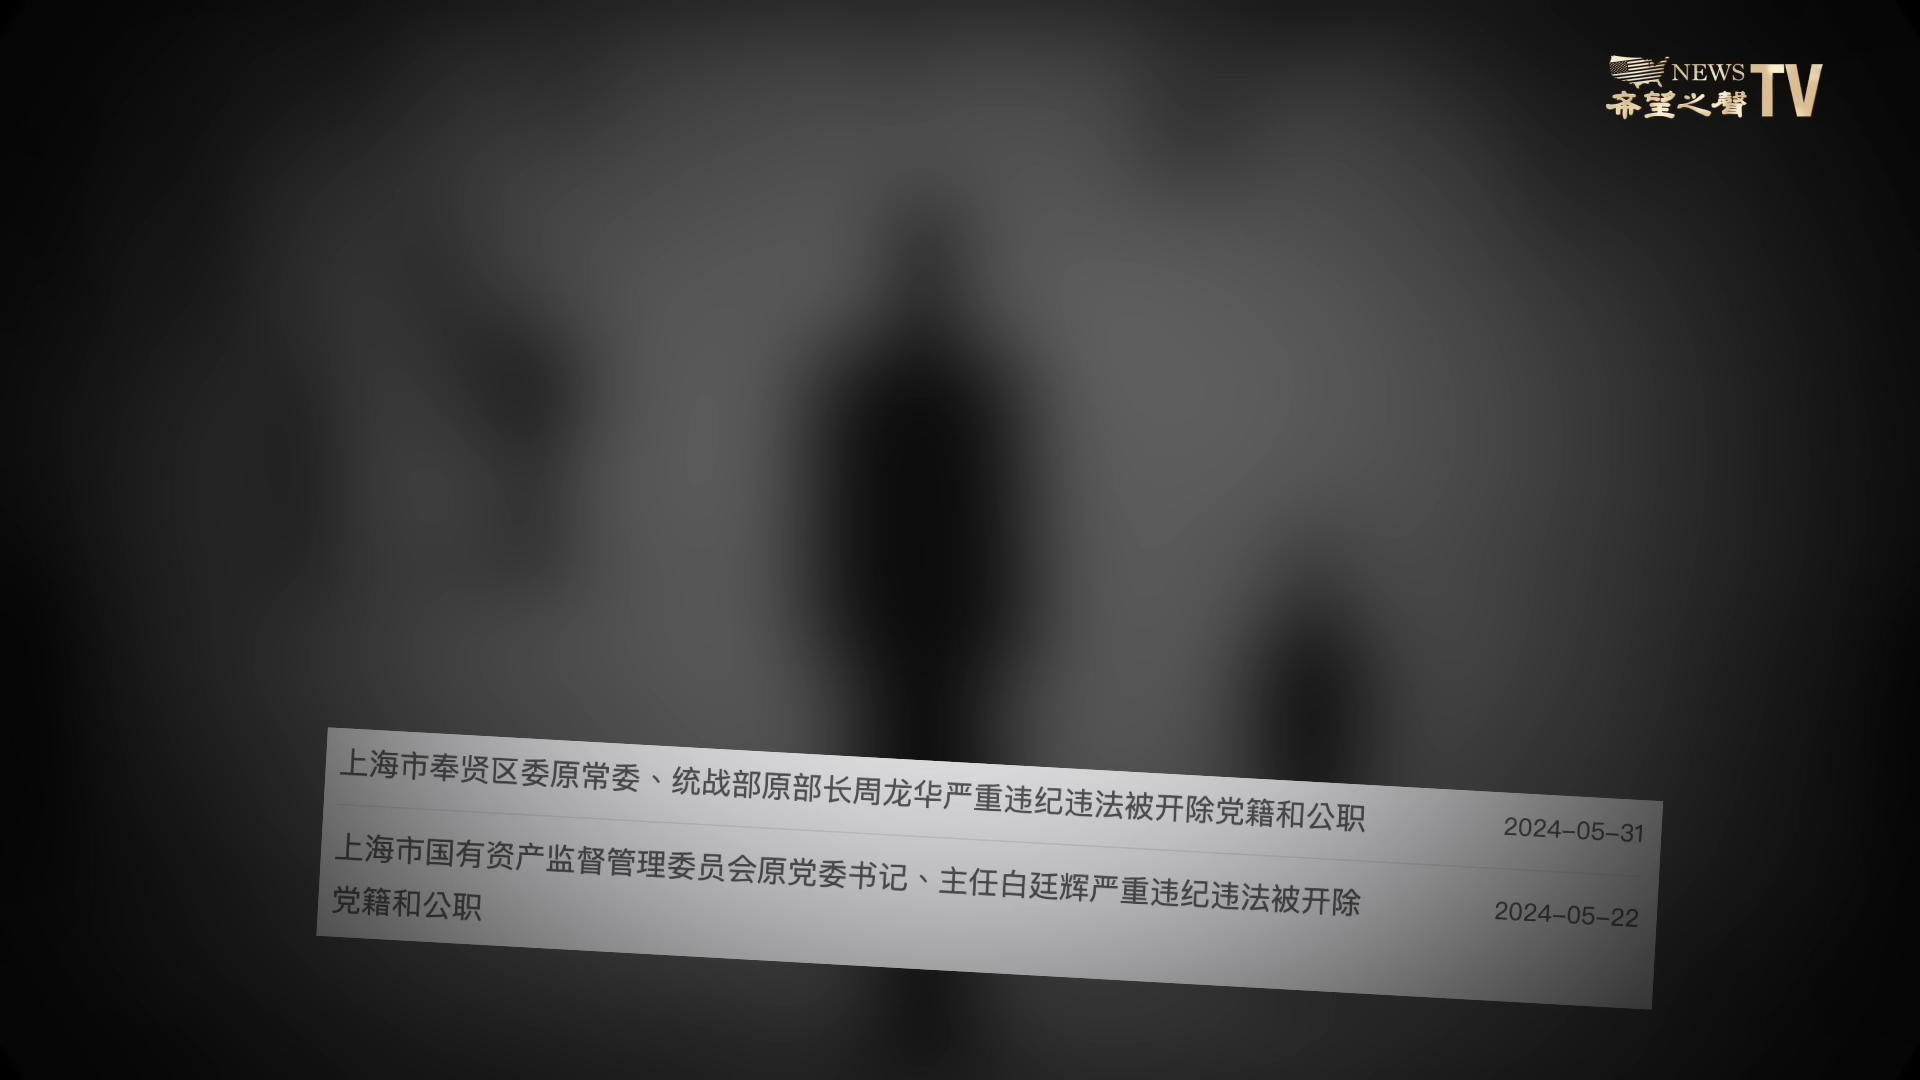 NEWS
希望之聲TV
上海市奉贤区委原常委、统战部原部长周龙华严重违纪违法被开除党籍和公职 2024-05-31
上海市国有资产监督管理委员会原党委书记、主任白廷辉严重违纪违法被开除 2024-05-22
党籍和公职